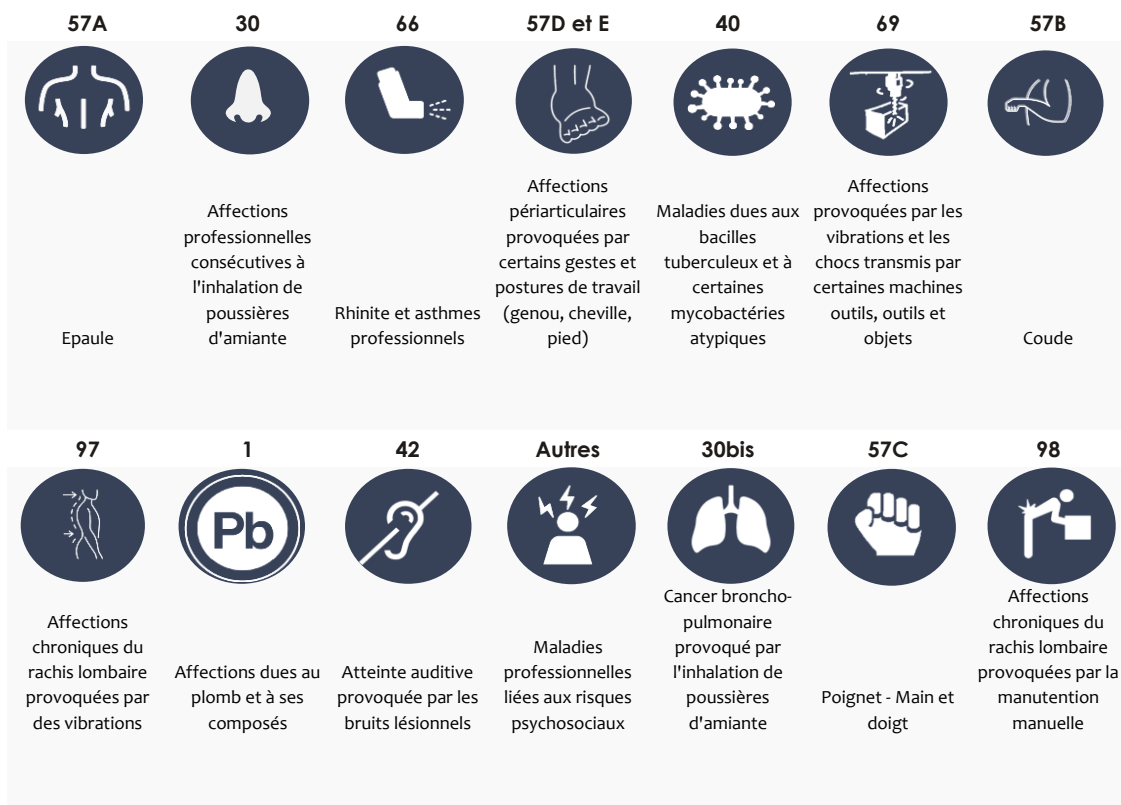 57A
30
66
57D et E
40
69
57B
Epaule
Affections
professionnelles
consécutives à
l'inhalation de
poussières
d'amiante
Rhinite et asthmes
professionnels
Affections
périarticulaires
provoquées par
certains gestes et
postures de travail
(genou, cheville,
pied)
Maladies dues aux
bacilles
tuberculeux et à
certaines
mycobactéries
atypiques
Affections
provoquées par les
vibrations et les
chocs transmis par
certaines machines
outils, outils et
objets
Coude
97
1
42
Autres
30bis
57C
98
Pb
Affections
chroniques du
rachis lombaire
provoquées par
des vibrations
Affections dues au
plomb et à ses
composés
Atteinte auditive
provoquée par les
bruits lésionnels
Maladies
professionnelles
liées aux risques
psychosociaux
Cancer broncho-
pulmonaire
provoqué par
l'inhalation de
poussières
d'amiante
Poignet - Main et
doigt
Affections
chroniques du
rachis lombaire
provoquées par la
manutention
manuelle